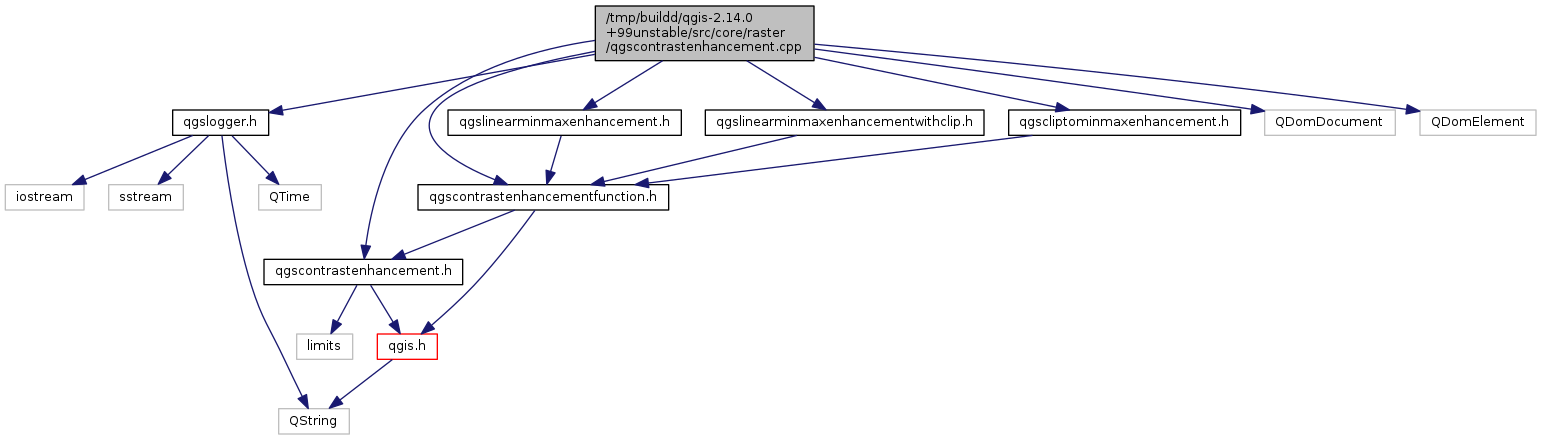 /tmp/buildd/qgis-2.14.0
+99unstable/src/core/raster
/qgscontrastenhancement.cpp
qgslogger.h
qgslinearminmaxenhancement.h
qgslinearminmaxenhancementwithclip.h
qgscliptominmaxenhancement.h
QDomDocument
QDomElement
iostream
sstream
QTime
qgscontrastenhancementfunction.h
qgscontrastenhancement.h
limits
qgis.h
QString